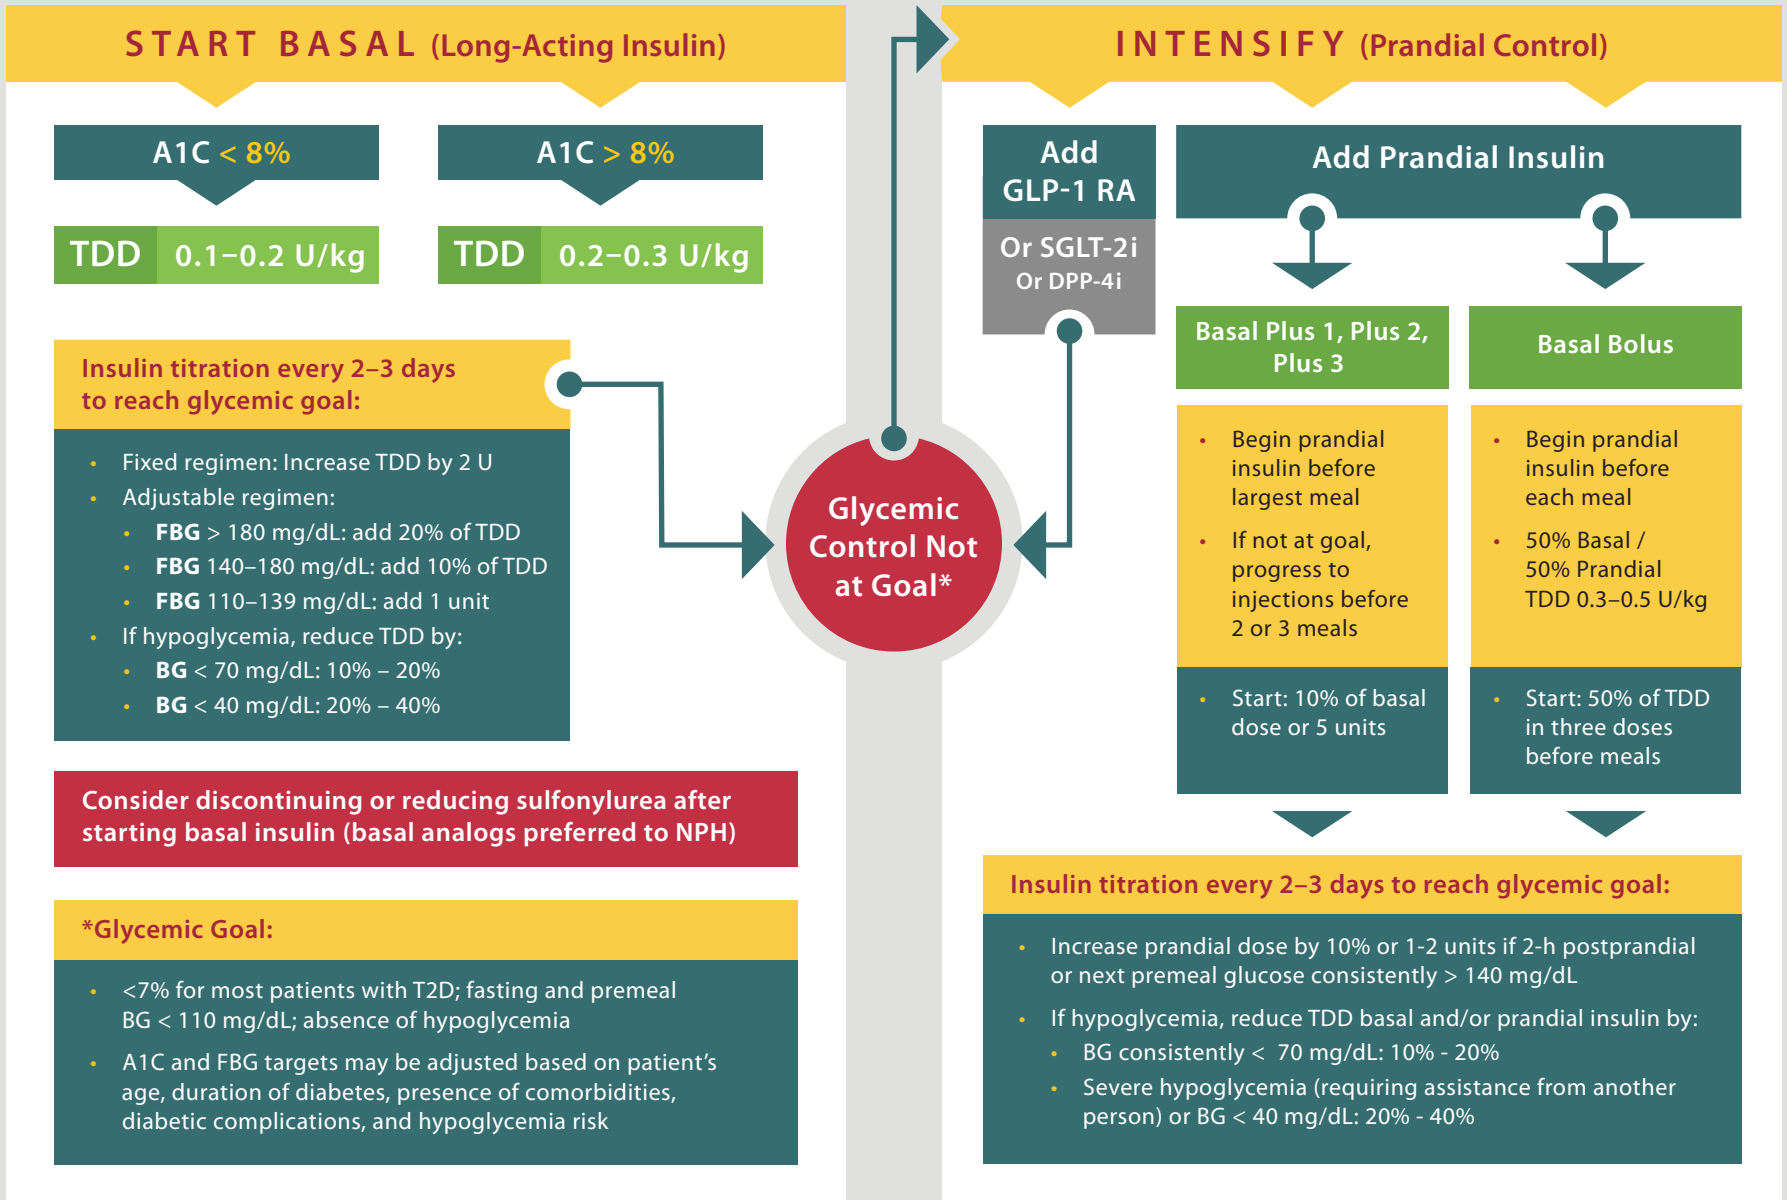 START BASAL (Long-Acting Insulin)
A1C < 8%
A1C > 8%
TDD 0.1–0.2 U/kg
TDD 0.2–0.3 U/kg
Insulin titration every 2–3 days
to reach glycemic goal:
• Fixed regimen: Increase TDD by 2 U
• Adjustable regimen:
• FBG > 180 mg/dL: add 20% of TDD
• FBG 140–180 mg/dL: add 10% of TDD
• FBG 110–139 mg/dL: add 1 unit
• If hypoglycemia, reduce TDD by:
• BG < 70 mg/dL: 10% – 20%
• BG < 40 mg/dL: 20% – 40%
Consider discontinuing or reducing sulfonylurea after
starting basal insulin (basal analogs preferred to NPH)
*Glycemic Goal:
• <7% for most patients with T2D; fasting and premeal
BG < 110 mg/dL; absence of hypoglycemia
• A1C and FBG targets may be adjusted based on patient’s
age, duration of diabetes, presence of comorbidities,
diabetic complications, and hypoglycemia risk
Glycemic
Control Not
at Goal*
INTENSIFY (Prandial Control)
Add
GLP-1 RA
Or SGLT-2i
Or DPP-4i
Add Prandial Insulin
Basal Plus 1, Plus 2,
Plus 3
• Begin prandial
insulin before
largest meal
• If not at goal,
progress to
injections before
2 or 3 meals
• Start: 10% of basal
dose or 5 units
Basal Bolus
• Begin prandial
insulin before
each meal
• 50% Basal /
50% Prandial
TDD 0.3–0.5 U/kg
• Start: 50% of TDD
in three doses
before meals
Insulin titration every 2–3 days to reach glycemic goal:
• Increase prandial dose by 10% or 1-2 units if 2-h postprandial
or next premeal glucose consistently > 140 mg/dL
• If hypoglycemia, reduce TDD basal and/or prandial insulin by:
• BG consistently < 70 mg/dL: 10% - 20%
• Severe hypoglycemia (requiring assistance from another
person) or BG < 40 mg/dL: 20% - 40%